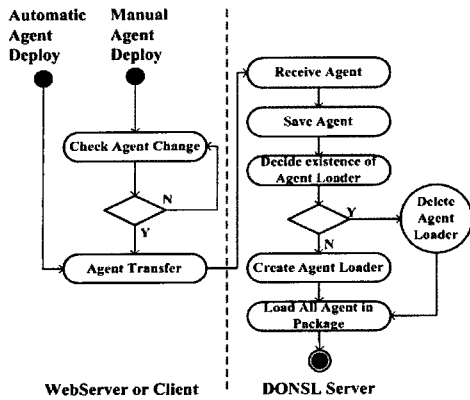 Automatic
Agent
Deploy
Manual
Agent
Deploy
Check Agent Change
N
Y
Agent Transfer
WebServer or Client
Receive Agent
Save Agent
Decide existence of
Agent Loader
Y
N
Delete
Agent
Loader
Create Agent Loader
Load All Agent in
Package
DONSL Server